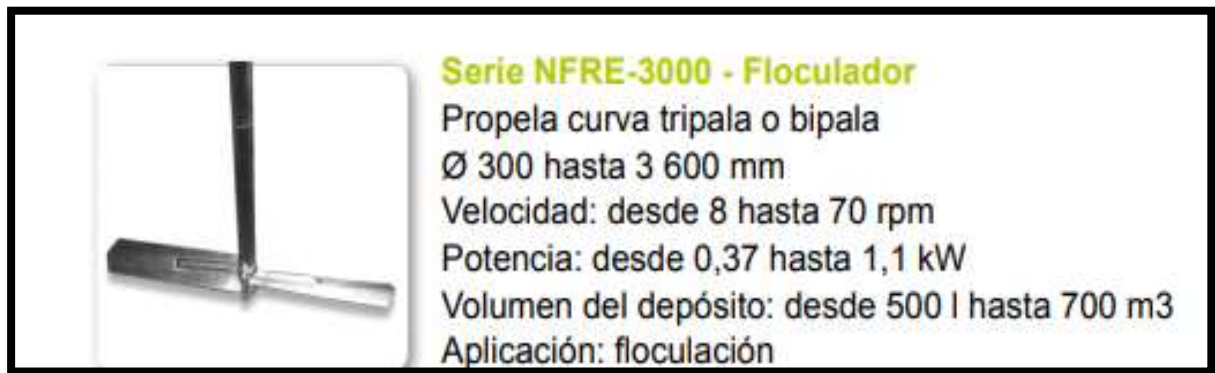 Serie NFRE-3000 - Floculador
Propela curva tripala o bipala
Ø 300 hasta 3 600 mm
Velocidad: desde 8 hasta 70 rpm
Potencia: desde 0,37 hasta 1,1 kW
Volumen del depósito: desde 500 l hasta 700 m3
Aplicación: floculación